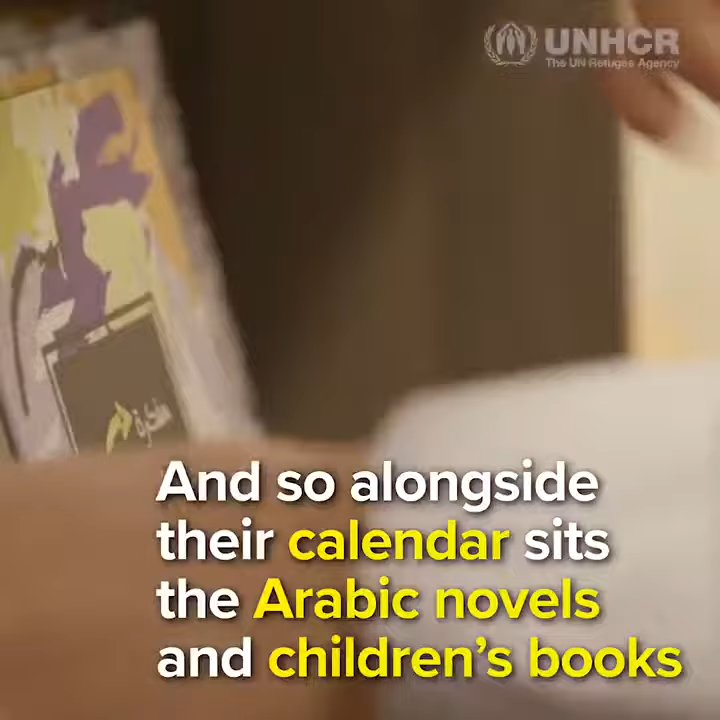 UNHCR
The UN Refugee Agency
And so alongside
their calendar sits
the Arabic novels
and children's books